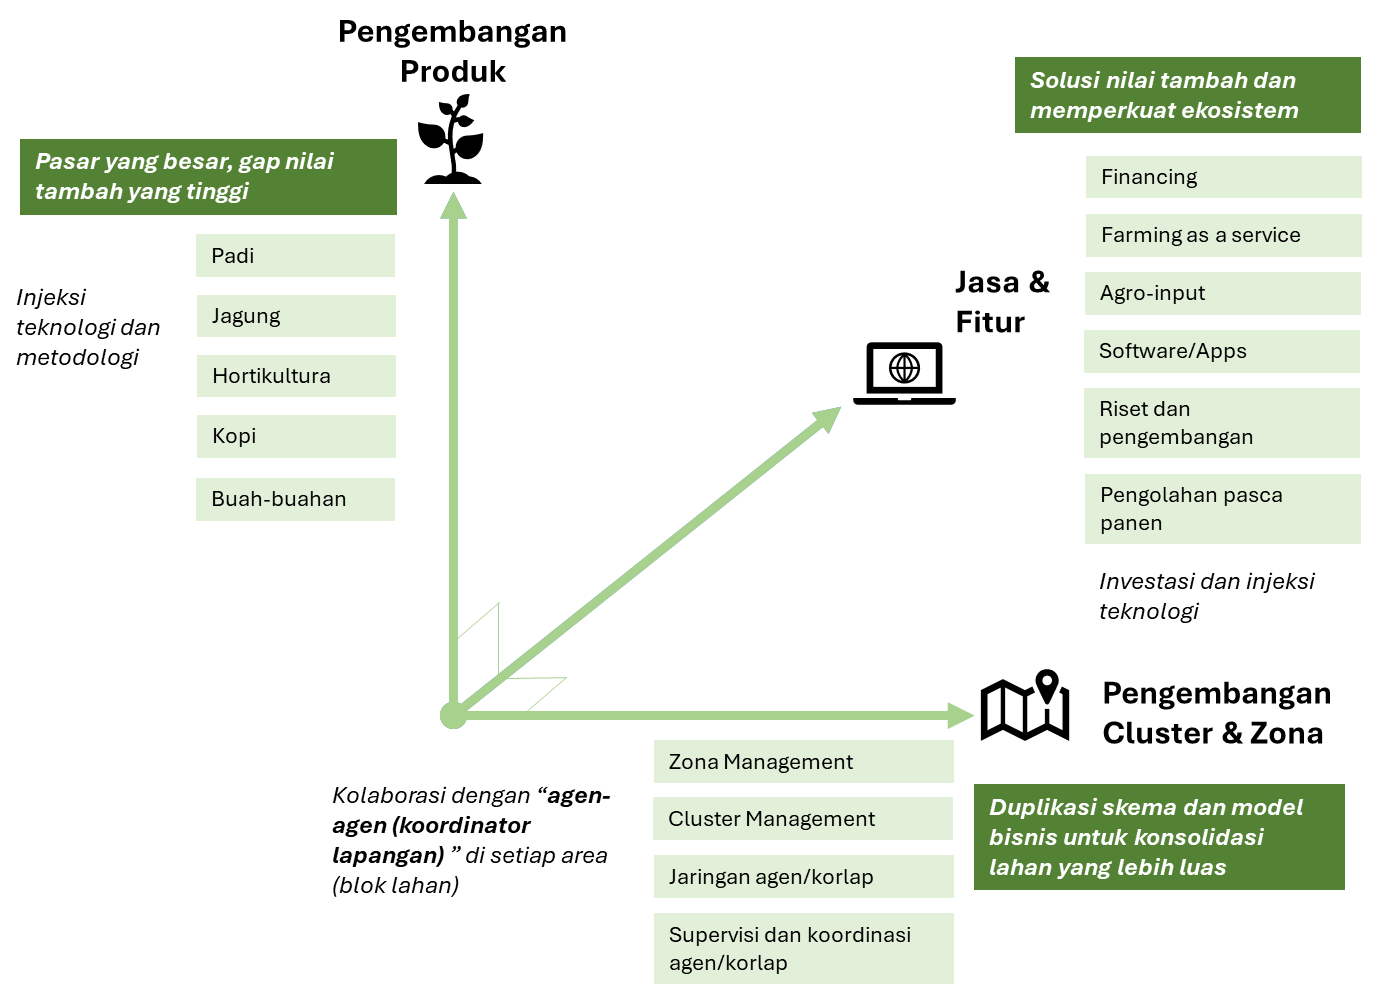 Pengembangan
Produk
Pasar yang besar, gap nilai
tambah yang tinggi
Injeksi
teknologi dan
metodologi
Padi
Jagung
Hortikultura
Kopi
Buah-buahan
Solusi nilai tambah dan
memperkuat ekosistem
Jasa &
Fitur
Financing
Farming as a service
Agro-input
Software/Apps
Riset dan
pengembangan
Pengolahan pasca
panen
Investasi dan injeksi
teknologi
Pengembangan
Cluster & Zona
Duplikasi skema dan model
bisnis untuk konsolidasi
lahan yang lebih luas
Zona Management
Cluster Management
Jaringan agen/korlap
Supervisi dan koordinasi
agen/korlap
Kolaborasi dengan “agen-
agen (koordinator
lapangan) ” di setiap area
(blok lahan)